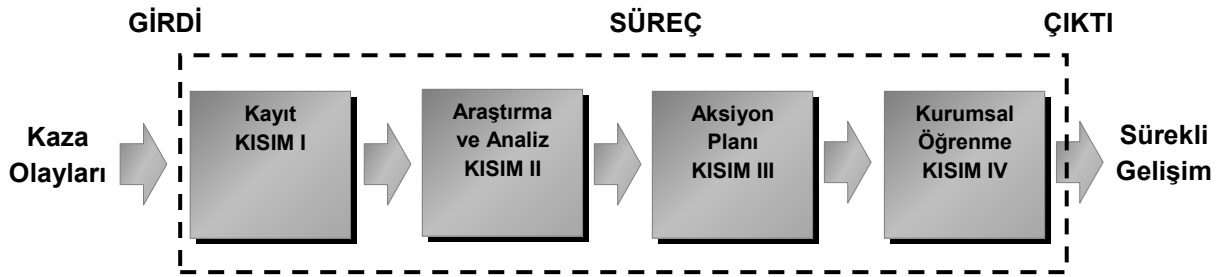 GİRDİ
SÜREÇ
ÇIKTI
Kaza
Olayları
Kayıt
KISIM I
Araştırma
ve Analiz
KISIM II
Aksiyon
Planı
KISIM III
Kurumsal
Öğrenme
KISIM IV
Sürekli
Gelişim